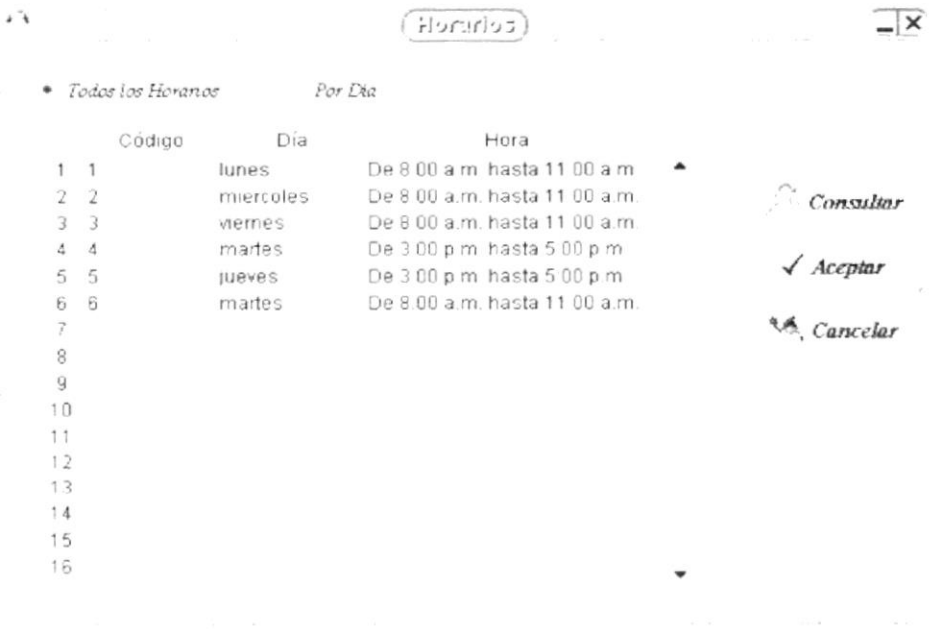 Horarios
Todos los Horarios Por Día
Código Día Hora
1 1 lunes De 8 00 a.m. hasta 11 00 a.m
2 2 miercoles De 8 00 a.m. hasta 11 00 a.m.
3 3 viernes De 8 00 a.m. hasta 11 00 a.m.
4 4 martes De 3 00 p m hasta 5 00 p m
5 5 jueves De 3 00 p m hasta 5 00 p m
6 6 martes De 8.00 a.m. hasta 11 00 a.m.
7
8
9
10
11
12
13
14
15
16
Consultar
Aceptar
Cancelar